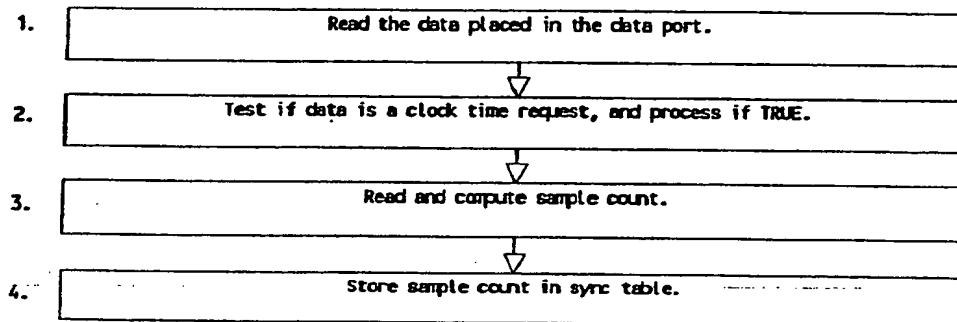 1. Read the data placed in the data port.
2. Test if data is a clock time request, and process if TRUE.
3. Read and compute sample count.
4. Store sample count in sync table.